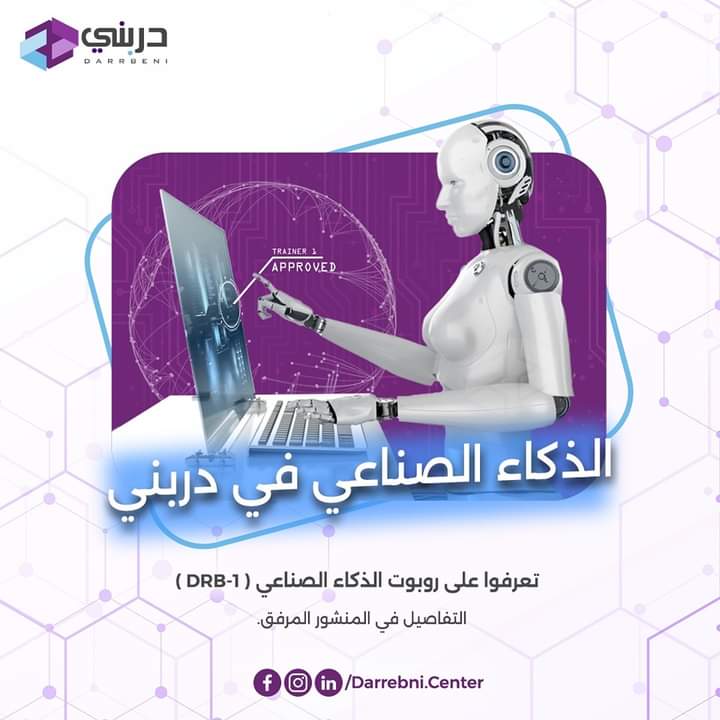 دربني
DARRBENI
TRAINER 1
APPROVED
الذكاء الصناعي في دربني
تعرفوا على روبوت الذكاء الصناعي ( DRB-1 )
التفاصيل في المنشور المرفق.
/Darrebni.Center